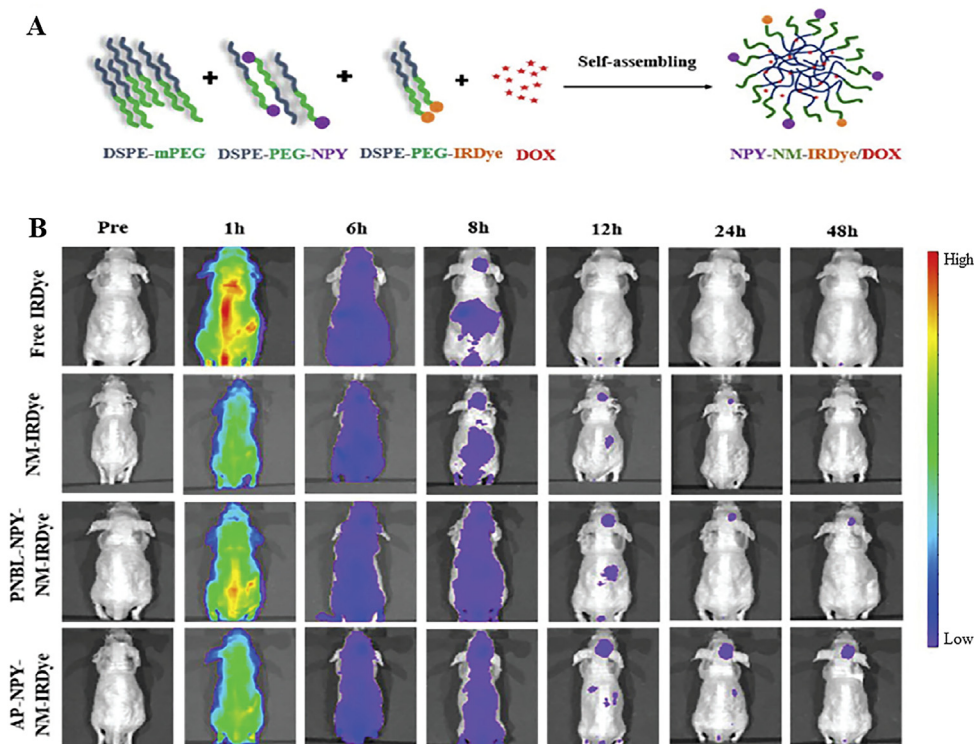 A
Self-assembling
DSPE-mPEG DSPE-PEG-NPY DSPE-PEG-IRDye DOX NPY-NM-IRDye/DOX
B
Pre 1h 6h 8h 12h 24h 48h
Free IRDye
NM-IRDye
PNBL-NPY-
NM-IRDye
AP-NPY-
NM-IRDye
High
Low